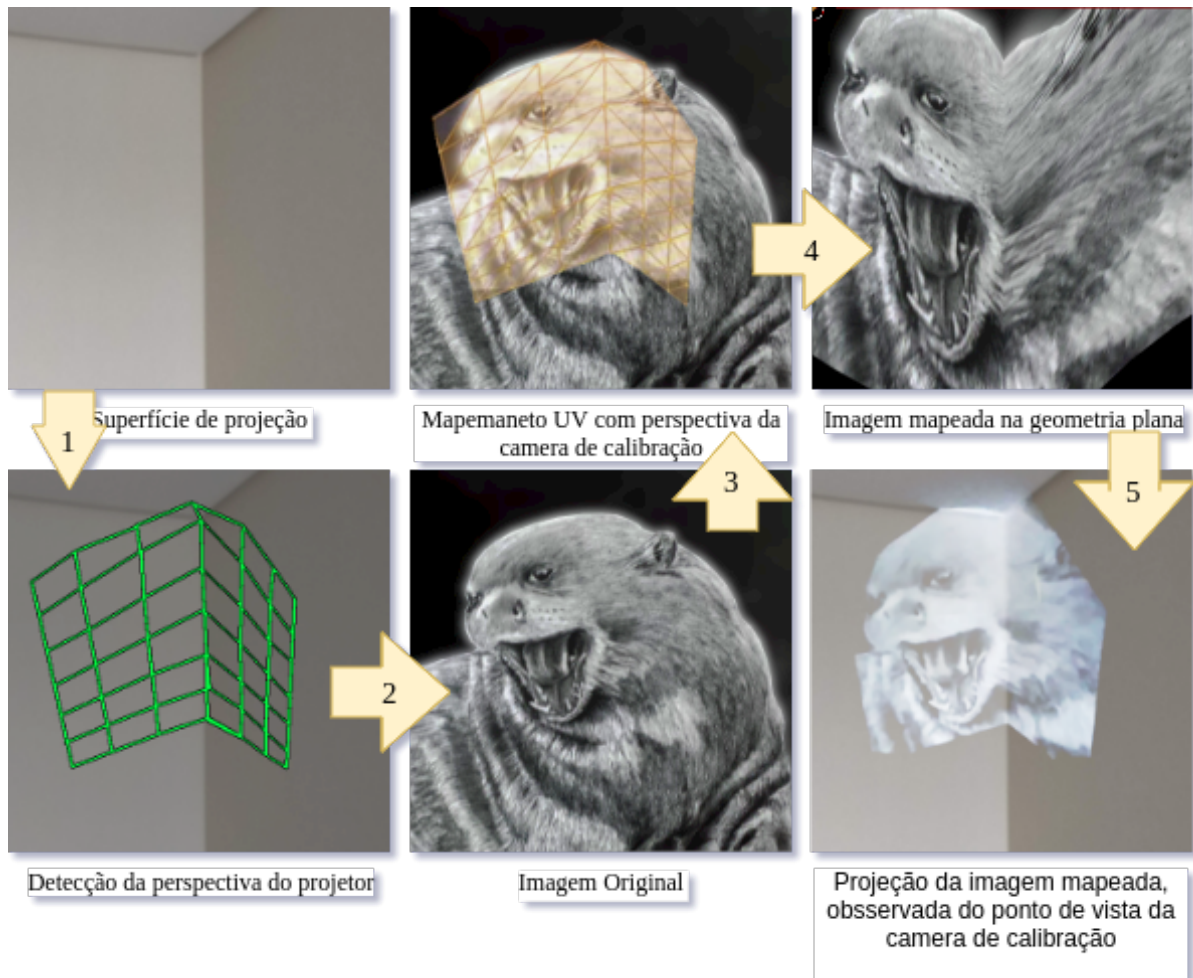 4
Superfície de projeção
Mapemaneto UV com perspectiva da
camera de calibração
Imagem mapeada na geometria plana
1
3
5
2
Detecção da perspectiva do projetor
Imagem Original
Projeção da imagem mapeada,
obsservada do ponto de vista da
camera de calibração